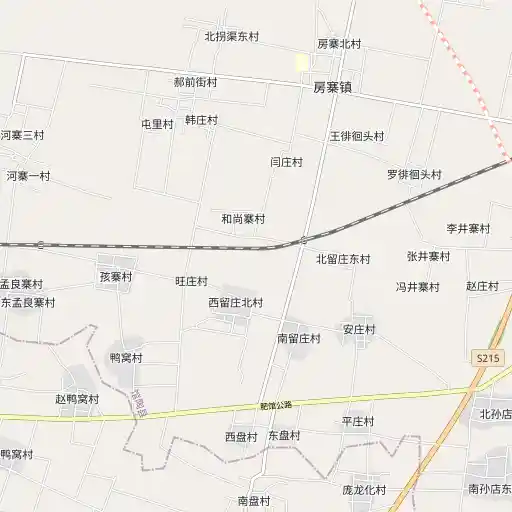 北拐渠东村
房寨北村
郝前街村
房寨镇
韩庄村
屯里村
河寨三村
王徘徊头村
闫庄村
河寨一村
罗徘徊头村
和尚寨村
李井寨村
张井寨村
北留庄东村
孩寨村
旺庄村
孟良寨村
冯井寨村
赵庄村
东孟良寨村
西留庄北村
安庄村
南留庄村
鸭窝村
S215
赵鸭窝村
馆陶县
肥馆公路
北孙店
平庄村
西盘村
东盘村
鸭窝村
庞龙化村
南孙店东
南盘村